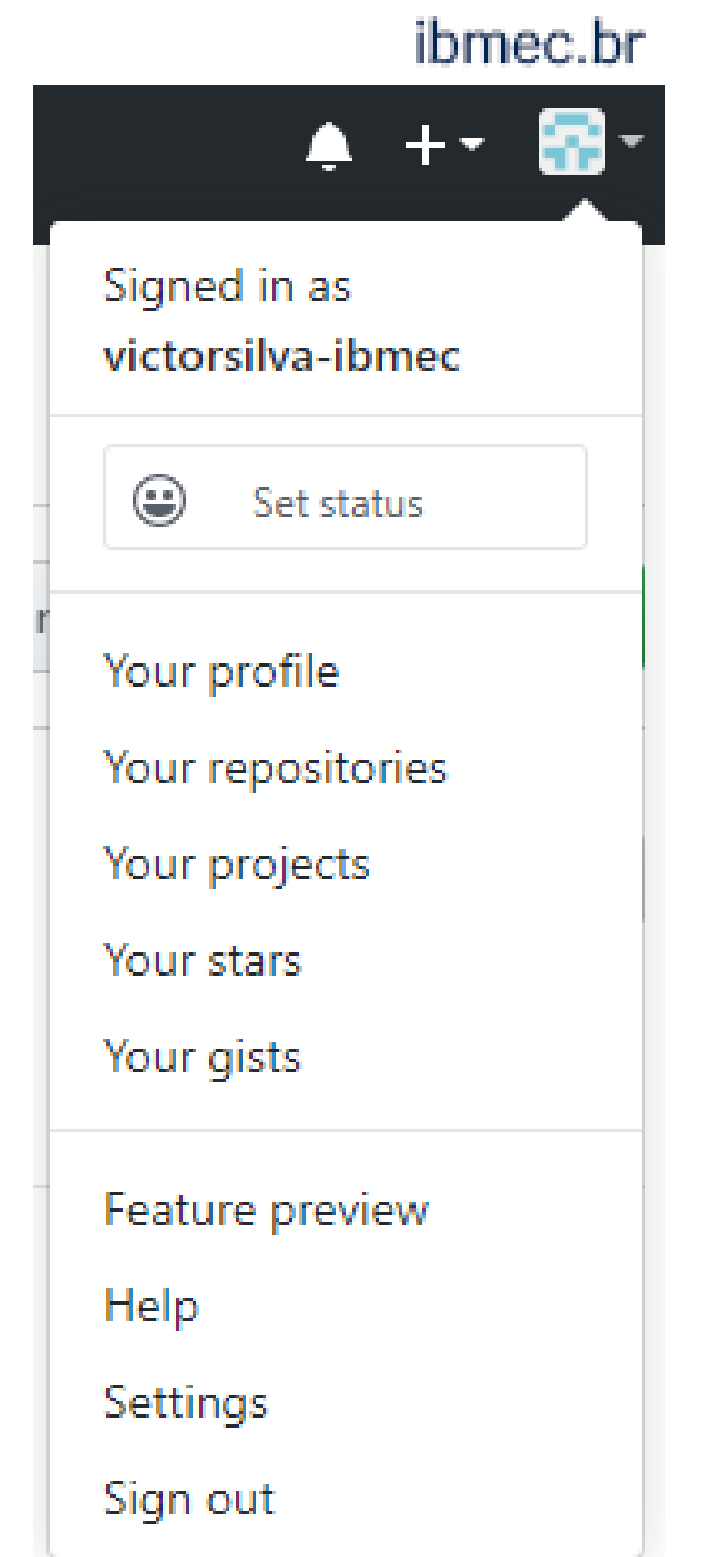 ibmec.br
Signed in as
victorsilva-ibmec
Set status
r
Your profile
Your repositories
Your projects
Your stars
Your gists
Feature preview
Help
Settings
Sign out